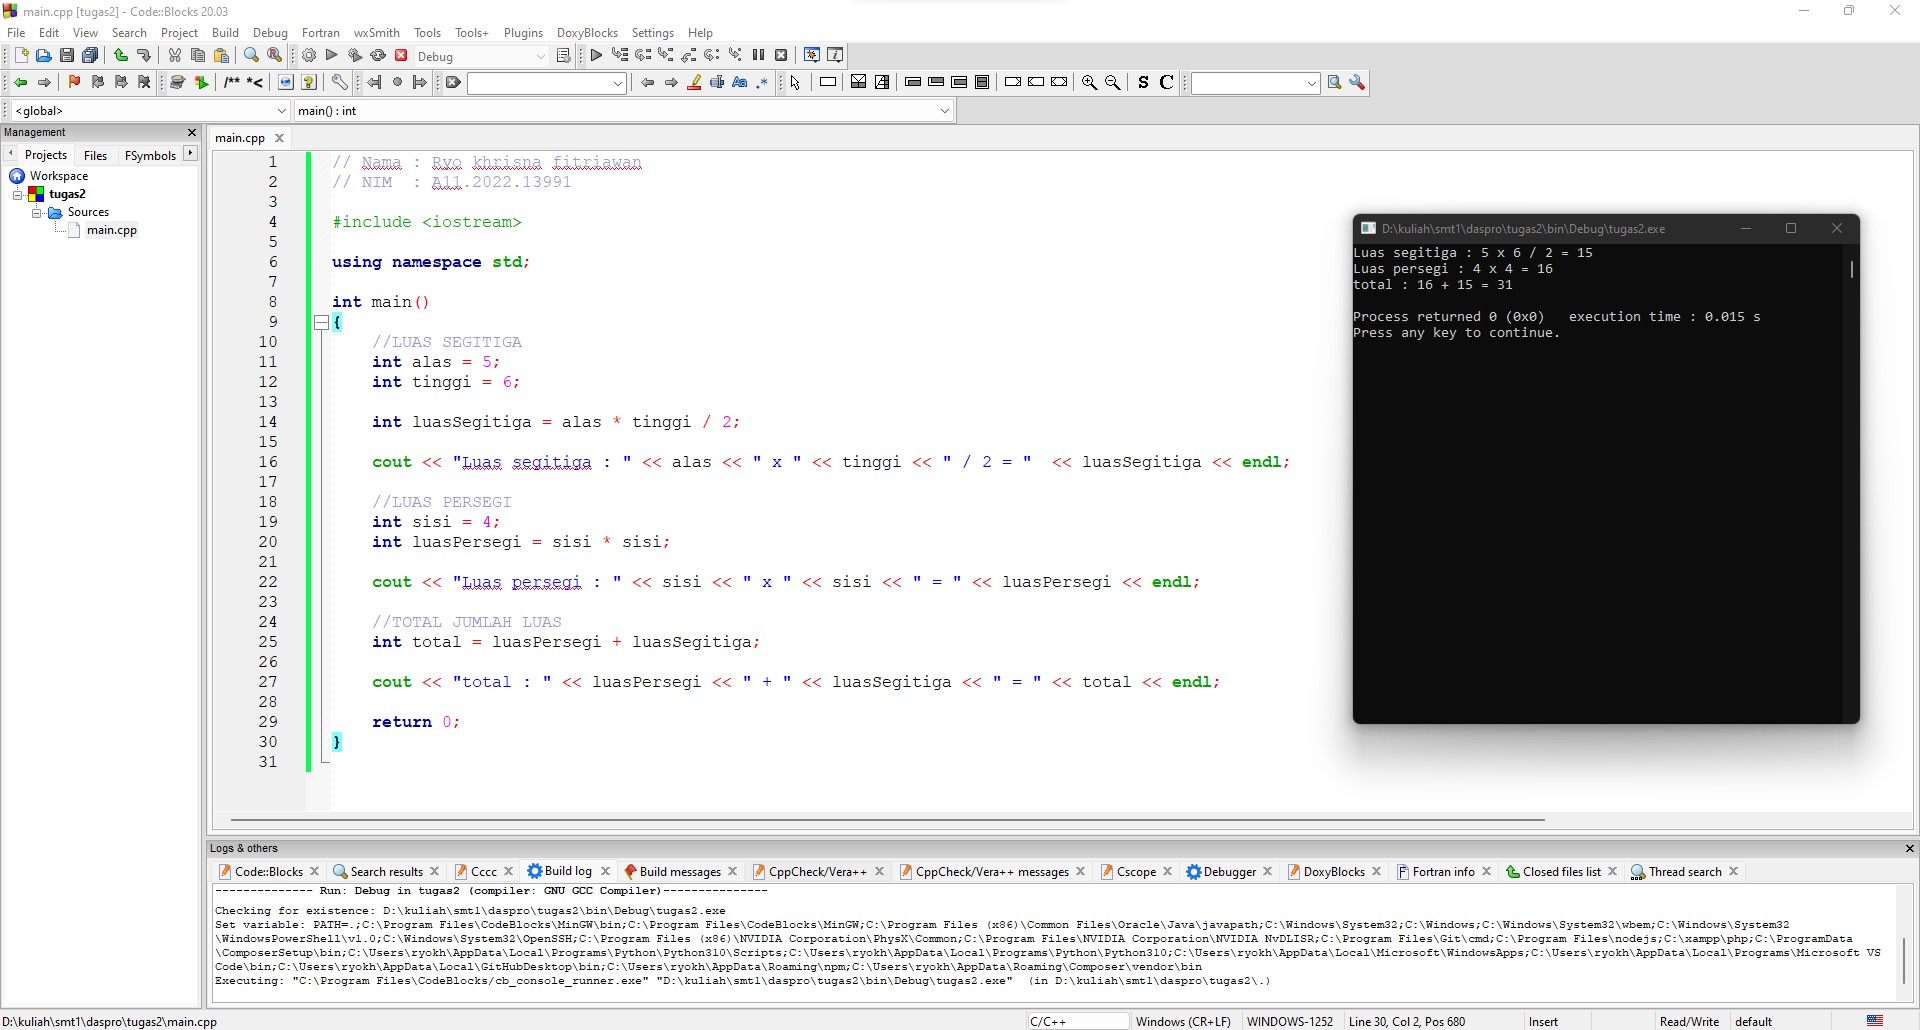 main.cpp [tugas2] - Code::Blocks 20.03
File Edit View Search Project Build Debug Fortran wxSmith Tools Tools+ Plugins DoxyBlocks Settings Help
Debug
/** *< Aa .* S C
<global> main() : int
Management
Projects Files FSymbols
Workspace
tugas2
Sources
main.cpp
main.cpp
1 // Nama : Ryo khrisna fitriawan
2 // NIM  : A11.2022.13991
3
4 #include <iostream>
5
6 using namespace std;
7
8 int main()
9 {
10     //LUAS SEGITIGA
11     int alas = 5;
12     int tinggi = 6;
13
14     int luasSegitiga = alas * tinggi / 2;
15
16     cout << "Luas segitiga : " << alas << " x " << tinggi << " / 2 = "  << luasSegitiga << endl;
17
18     //LUAS PERSEGI
19     int sisi = 4;
20     int luasPersegi = sisi * sisi;
21
22     cout << "Luas persegi : " << sisi << " x " << sisi << " = " << luasPersegi << endl;
23
24     //TOTAL JUMLAH LUAS
25     int total = luasPersegi + luasSegitiga;
26
27     cout << "total : " << luasPersegi << " + " << luasSegitiga << " = " << total << endl;
28
29     return 0;
30 }
31
D:\kuliah\smt1\daspro\tugas2\bin\Debug\tugas2.exe
Luas segitiga : 5 x 6 / 2 = 15
Luas persegi : 4 x 4 = 16
total : 16 + 15 = 31
Process returned 0 (0x0)   execution time : 0.015 s
Press any key to continue.
Logs & others
Code::Blocks Search results Cccc Build log Build messages CppCheck/Vera++ CppCheck/Vera++ messages Cscope Debugger DoxyBlocks Fortran info Closed files list Thread search
-------------- Run: Debug in tugas2 (compiler: GNU GCC Compiler)---------------
Checking for existence: D:\kuliah\smt1\daspro\tugas2\bin\Debug\tugas2.exe
Set variable: PATH=.;C:\Program Files\CodeBlocks\MinGW\bin;C:\Program Files\CodeBlocks\MinGW;C:\Program Files (x86)\Common Files\Oracle\Java\javapath;C:\Windows\System32;C:\Windows;C:\Windows\System32\wbem;C:\Windows\System32
\WindowsPowerShell\v1.0;C:\Windows\System32\OpenSSH;C:\Program Files (x86)\NVIDIA Corporation\PhysX\Common;C:\Program Files\NVIDIA Corporation\NVIDIA NvDLISR;C:\Program Files\Git\cmd;C:\Program Files\nodejs;C:\xampp\php;C:\ProgramData
\ComposerSetup\bin;C:\Users\ryokh\AppData\Local\Programs\Python\Python310\Scripts;C:\Users\ryokh\AppData\Local\Programs\Python\Python310;C:\Users\ryokh\AppData\Local\Microsoft\WindowsApps;C:\Users\ryokh\AppData\Local\Programs\Microsoft VS
Code\bin;C:\Users\ryokh\AppData\Local\GitHubDesktop\bin;C:\Users\ryokh\AppData\Roaming\npm;C:\Users\ryokh\AppData\Roaming\Composer\vendor\bin
Executing: "C:\Program Files\CodeBlocks/cb_console_runner.exe" "D:\kuliah\smt1\daspro\tugas2\bin\Debug\tugas2.exe"  (in D:\kuliah\smt1\daspro\tugas2\.)
D:\kuliah\smt1\daspro\tugas2\main.cpp C/C++ Windows (CR+LF) WINDOWS-1252 Line 30, Col 2, Pos 680 Insert Read/Write default